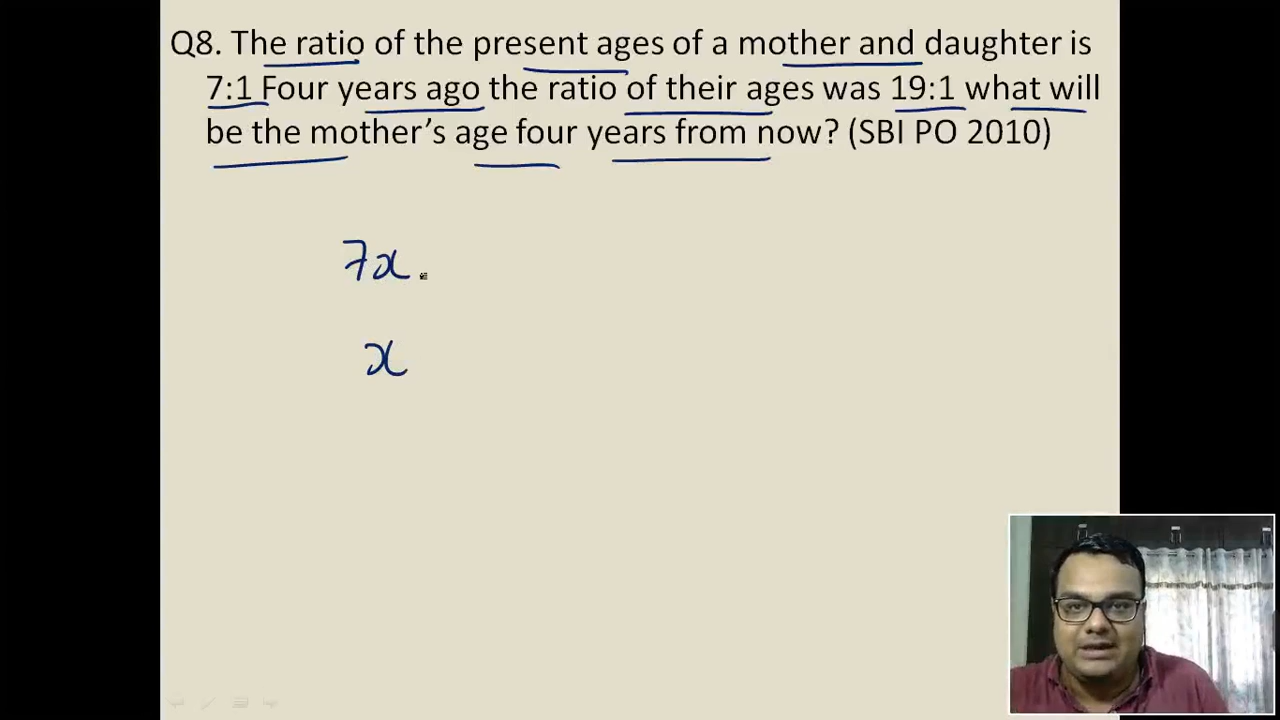 Q8. The ratio of the present ages of a mother and daughter is
7:1 Four years ago the ratio of their ages was 19:1 what will
be the mother's age four years from now? (SBI PO 2010)
7x
x